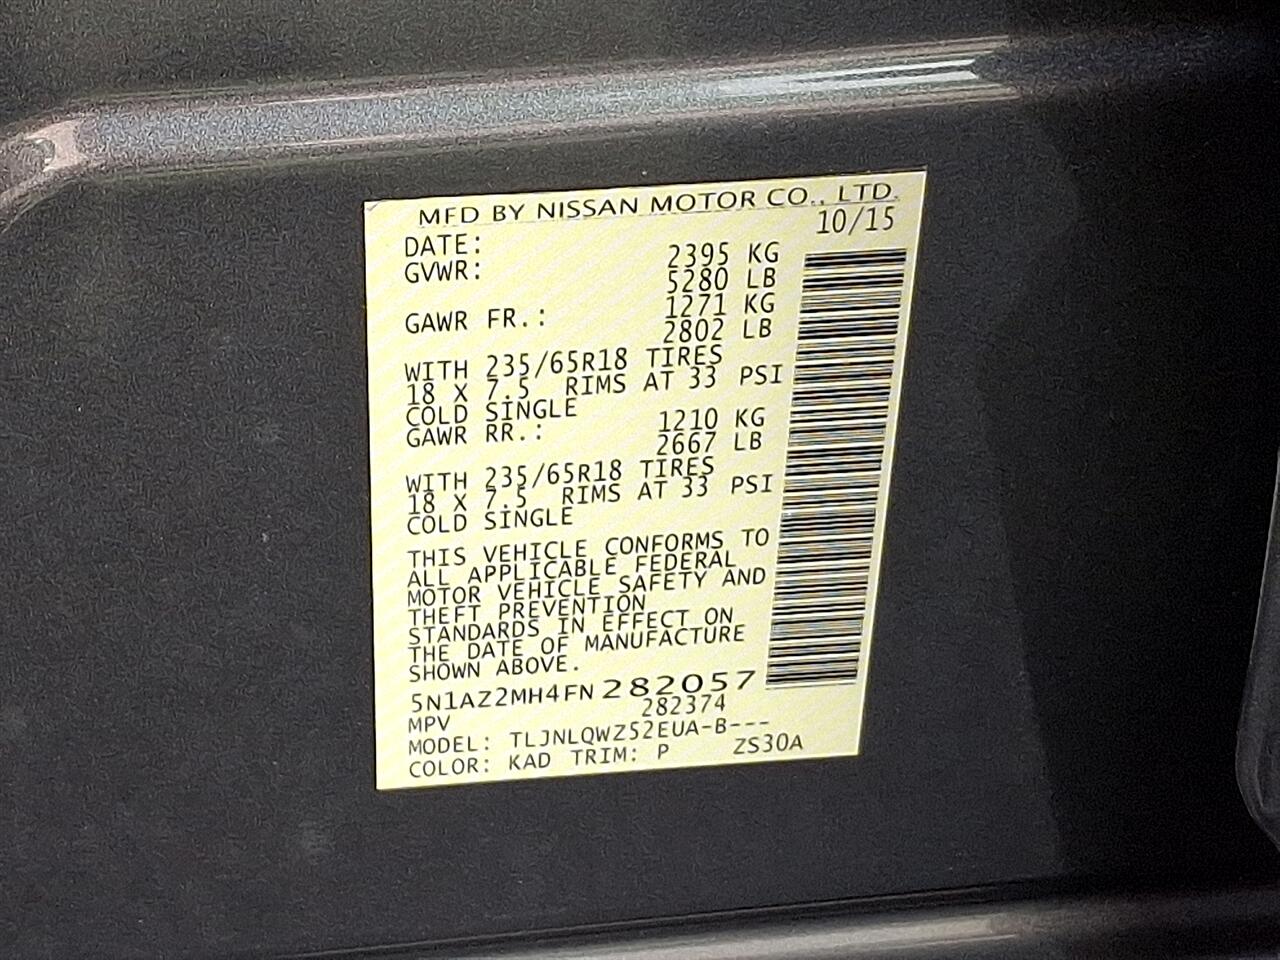 MFD BY NISSAN MOTOR CO., LTD.
DATE: 10/15
GVWR: 2395 KG
5280 LB
GAWR FR.: 1271 KG
2802 LB
WITH 235/65R18 TIRES
18 X 7.5 RIMS AT 33 PSI
COLD SINGLE
GAWR RR.: 1210 KG
2667 LB
WITH 235/65R18 TIRES
18 X 7.5 RIMS AT 33 PSI
COLD SINGLE
THIS VEHICLE CONFORMS TO
ALL APPLICABLE FEDERAL
MOTOR VEHICLE SAFETY AND
THEFT PREVENTION
STANDARDS IN EFFECT ON
THE DATE OF MANUFACTURE
SHOWN ABOVE.
5N1AZ2MH4FN282057
MPV 282374
MODEL: TLJNLQWZ52EUA-B---
COLOR: KAD TRIM: P ZS30A